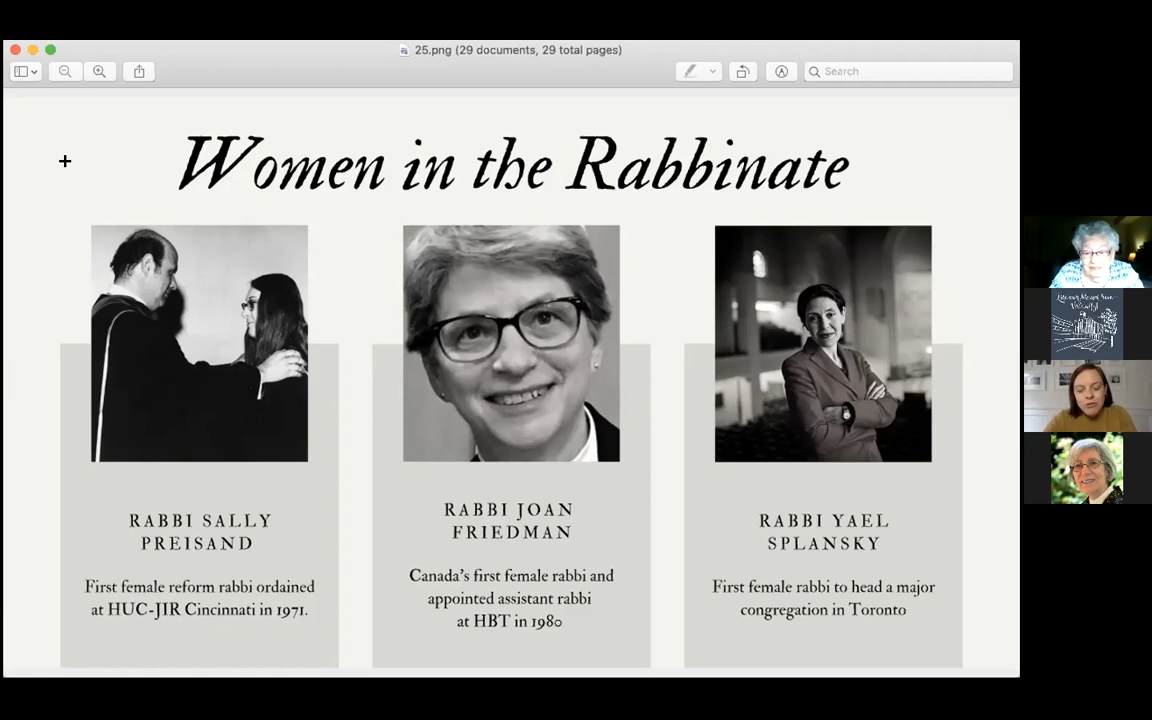 25.png (29 documents, 29 total pages)
Search
Women in the Rabbinate
RABBI SALLY
PREISAND
First female reform rabbi ordained
at HUC-JIR Cincinnati in 1971.
RABBI JOAN
FRIEDMAN
Canada's first female rabbi and
appointed assistant rabbi
at HBT in 1980
RABBI YAEL
SPLANSKY
First female rabbi to head a major
congregation in Toronto